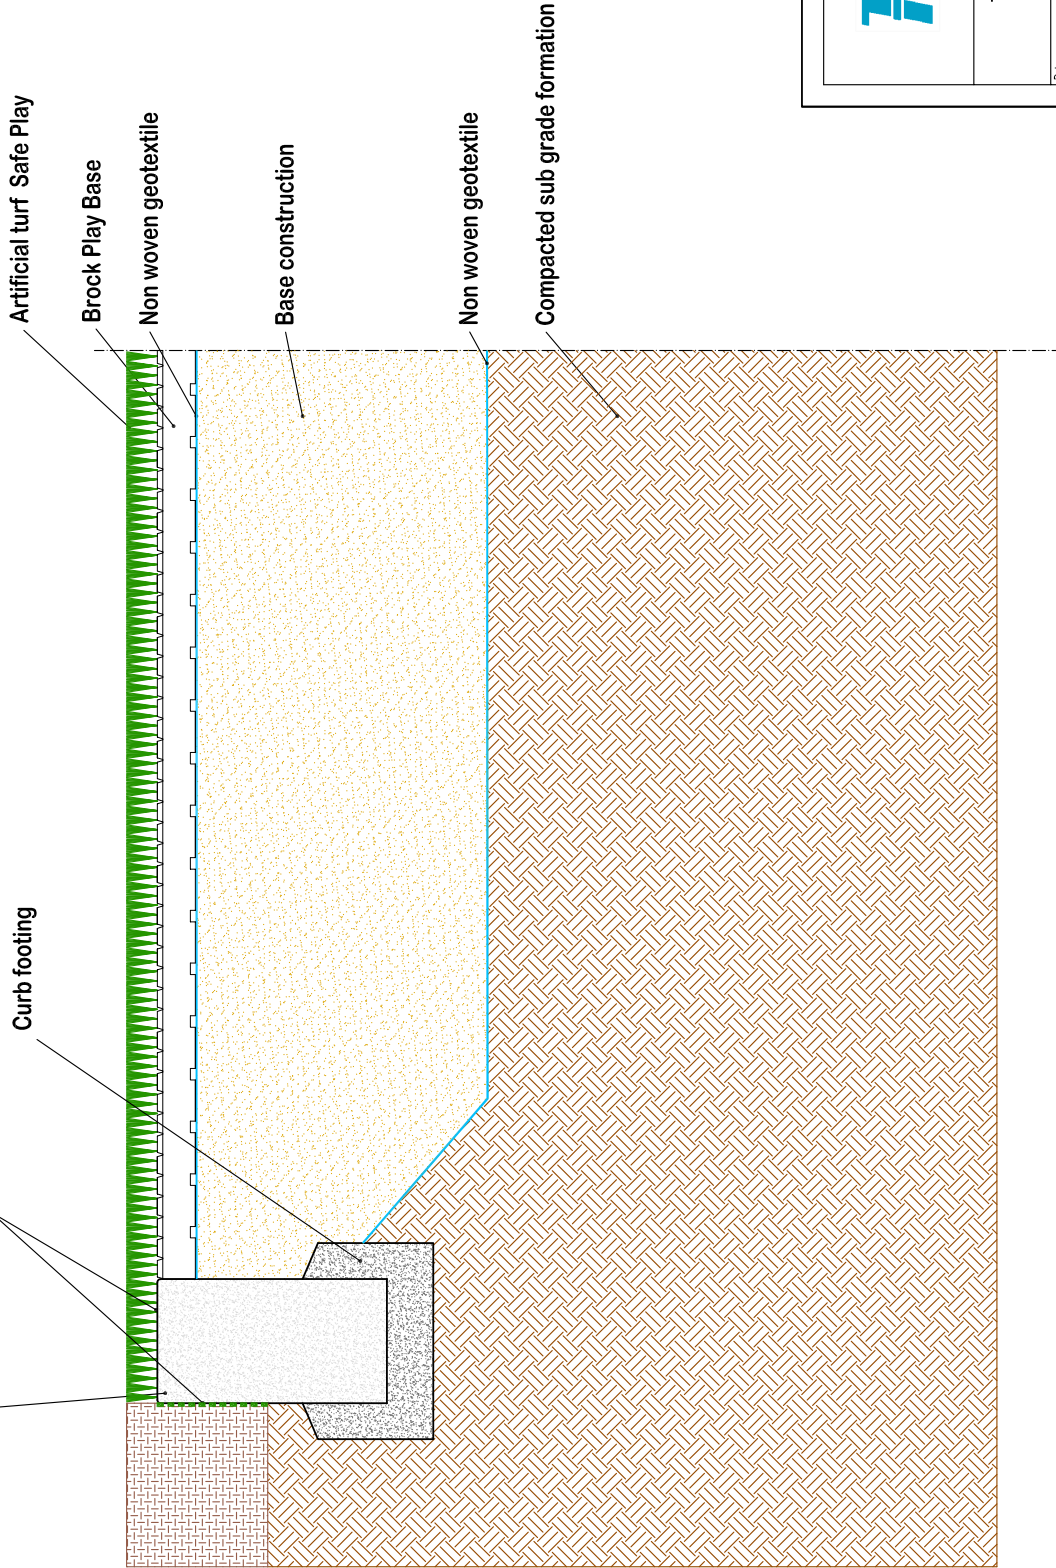 Artificial turf Safe Play
Brock Play Base
Non woven geotextile
Base construction
Non woven geotextile
Compacted sub grade formation
Curb footing